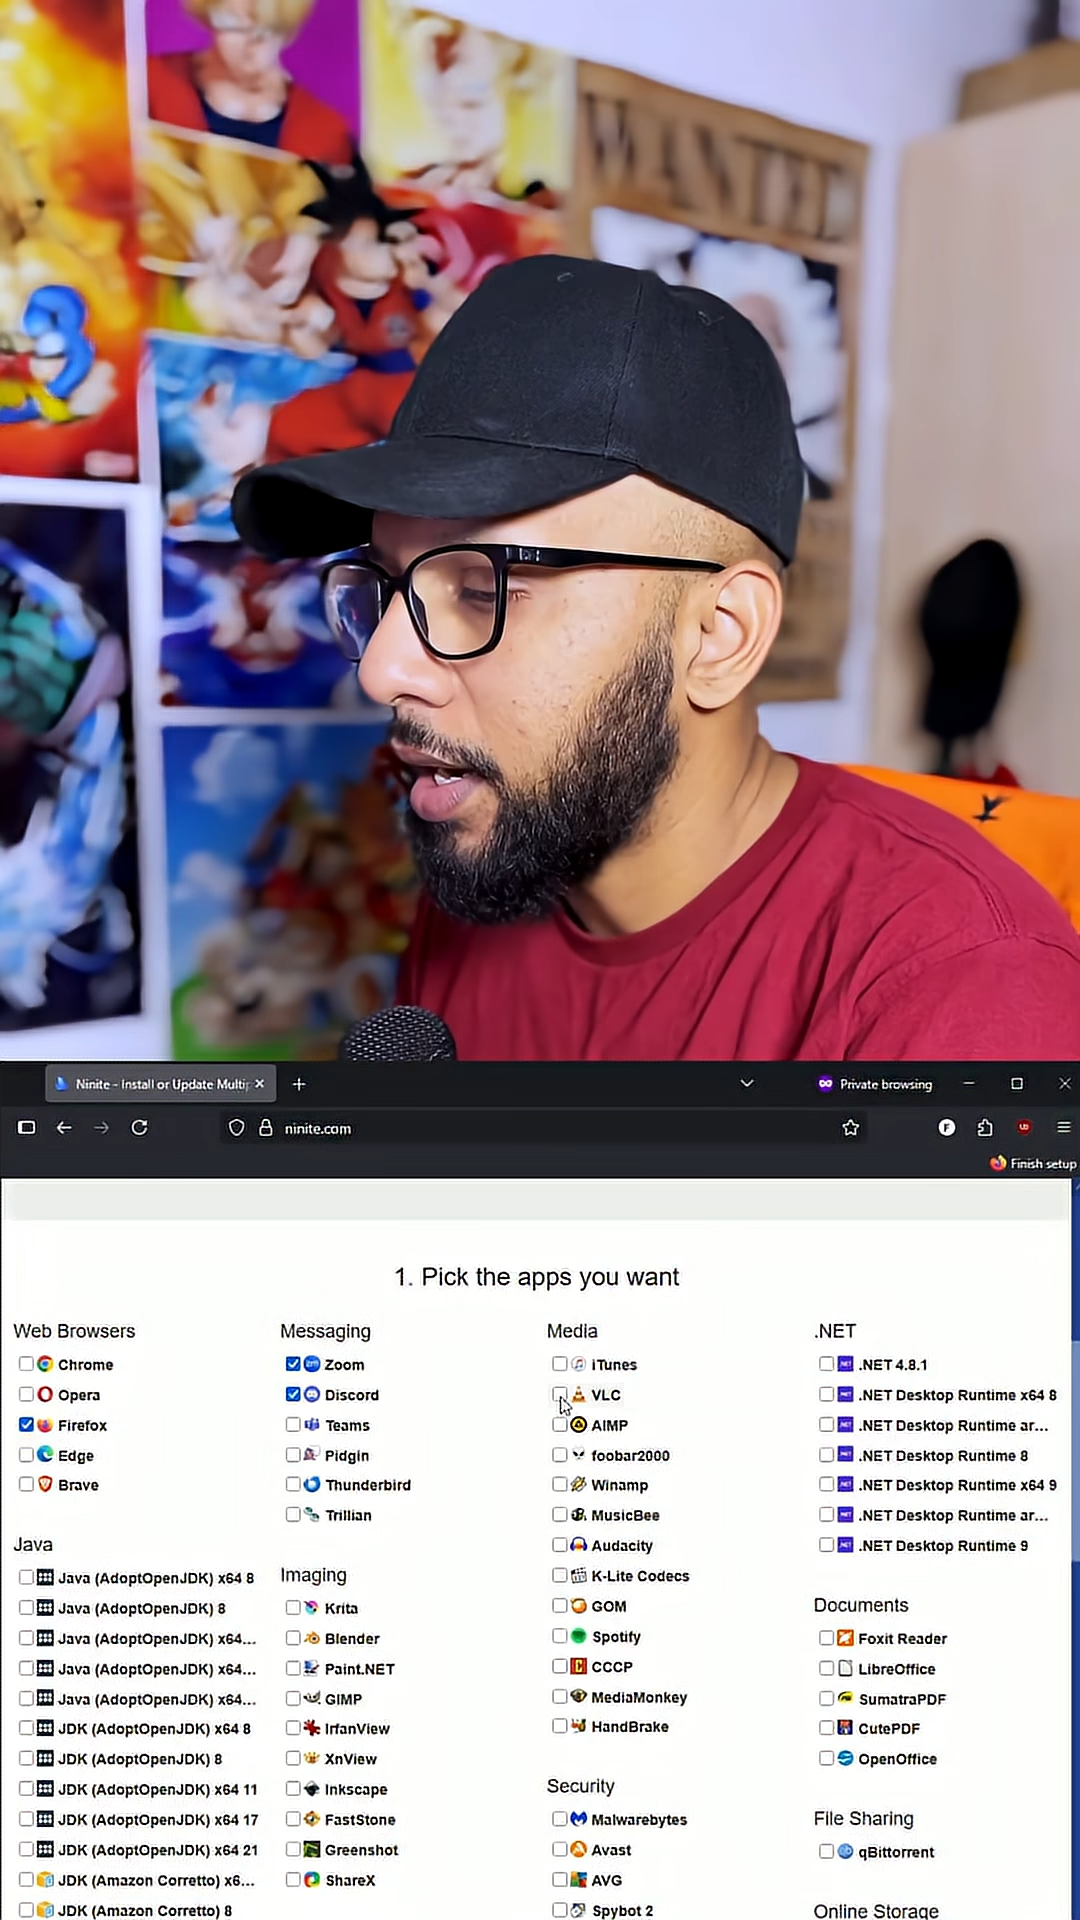 WANTED
3
Ninite - Install or Update Multip
Private browsing
ninite.com
F
UD
Finish setup
1. Pick the apps you want
Web Browsers
Chrome
Opera
Firefox
Edge
Brave
Java
Java (AdoptOpenJDK) x64 8
Java (AdoptOpenJDK) 8
Java (AdoptOpenJDK) x64...
Java (AdoptOpenJDK) x64...
Java (AdoptOpenJDK) x64...
JDK (AdoptOpenJDK) x64 8
JDK (AdoptOpenJDK) 8
JDK (AdoptOpenJDK) x64 11
JDK (AdoptOpenJDK) x64 17
JDK (AdoptOpenJDK) x64 21
JDK (Amazon Corretto) x6...
JDK (Amazon Corretto) 8
Messaging
Zoom
Discord
Teams
Pidgin
Thunderbird
Trillian
Imaging
Krita
Blender
Paint.NET
GIMP
IrfanView
XnView
Inkscape
FastStone
Greenshot
ShareX
Media
iTunes
VLC
AIMP
foobar2000
Winamp
MusicBee
Audacity
K-Lite Codecs
GOM
Spotify
CCCP
MediaMonkey
HandBrake
Security
Malwarebytes
Avast
AVG
Spybot 2
.NET
.NET 4.8.1
.NET Desktop Runtime x64 8
.NET Desktop Runtime ar...
.NET Desktop Runtime 8
.NET Desktop Runtime x64 9
.NET Desktop Runtime ar...
.NET Desktop Runtime 9
Documents
Foxit Reader
LibreOffice
SumatraPDF
CutePDF
OpenOffice
File Sharing
qBittorrent
Online Storage